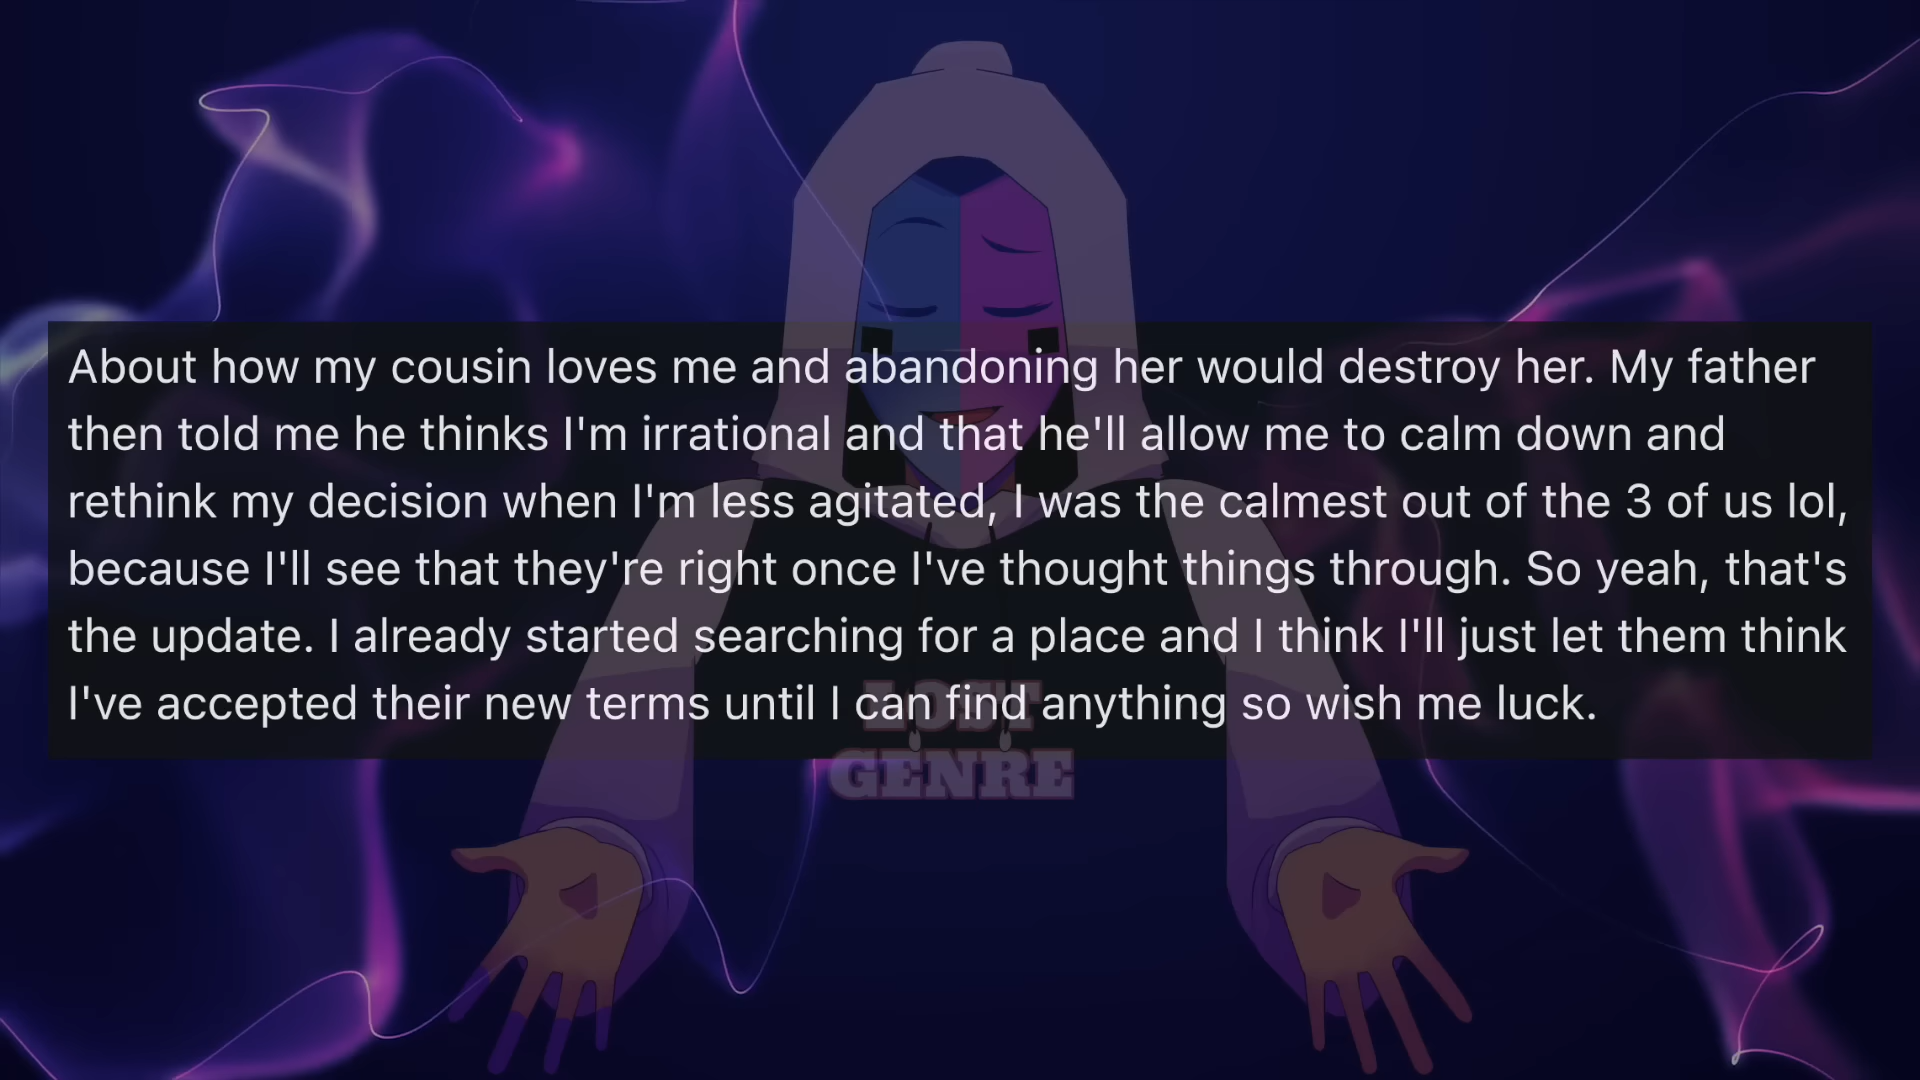 About how my cousin loves me and abandoning her would destroy her. My father
then told me he thinks I'm irrational and that he'll allow me to calm down and
rethink my decision when I'm less agitated, I was the calmest out of the 3 of us lol,
because I'll see that they're right once I've thought things through. So yeah, that's
the update. I already started searching for a place and I think I'll just let them think
I've accepted their new terms until I can find anything so wish me luck.
LOST
GENRE